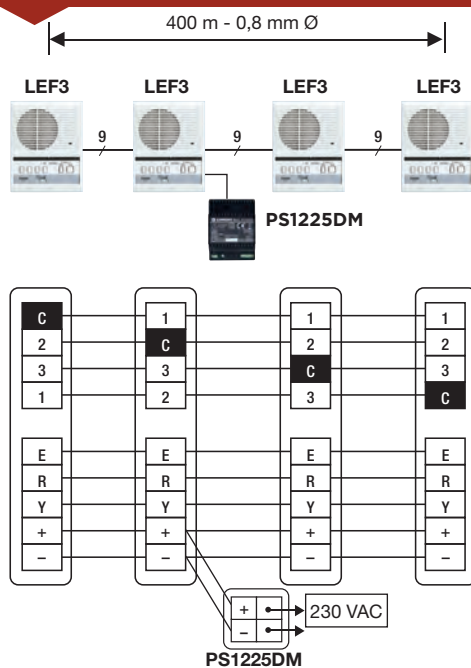 400 m - 0,8 mm Ø
LEF3 LEF3 LEF3 LEF3
9 9 9
PS1225DM
C 1 1 1
2 C 2 2
3 3 C 3
1 2 3 C
E E E E
R R R R
Y Y Y Y
+ + + +
– – – –
+ 230 VAC
–
PS1225DM